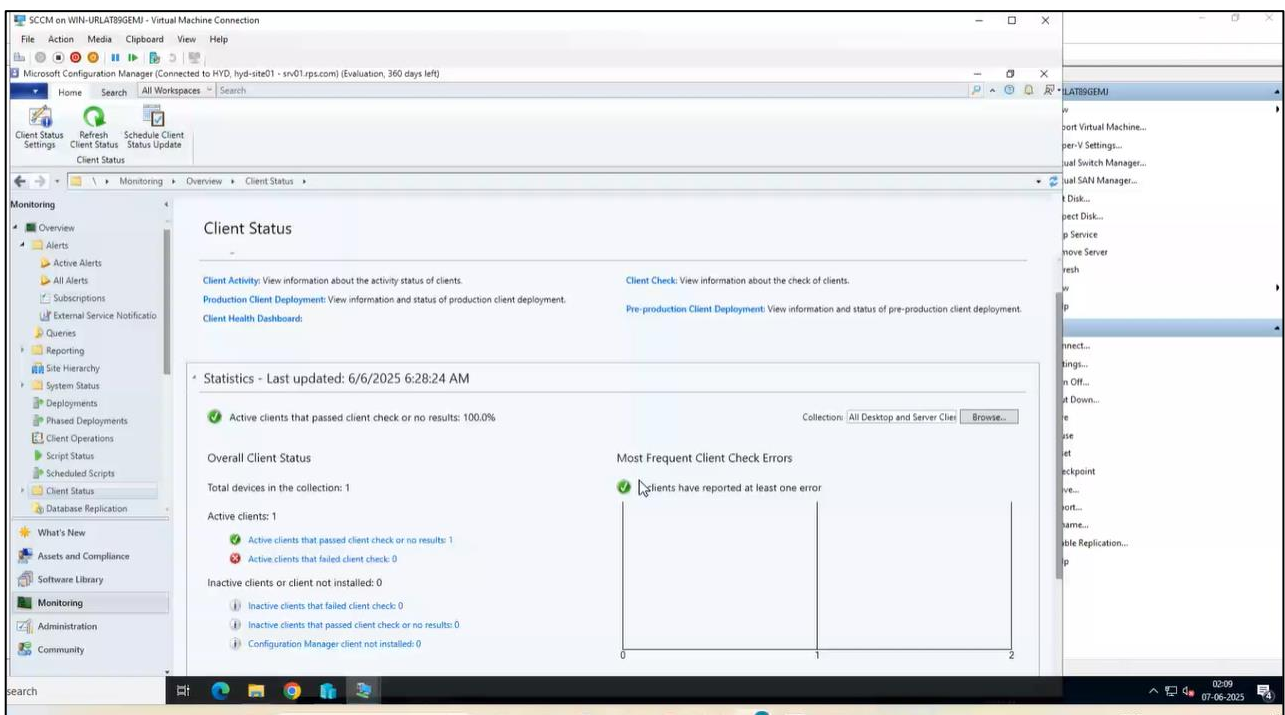 SCCM on WIN-URLAT89GEMJ - Virtual Machine Connection
File Action Media Clipboard View Help
Microsoft Configuration Manager (Connected to HYD, hyd-site01 - srv01.rps.com) (Evaluation, 360 days left)
Home Search All Workspaces Search
LAT89GEMJ
Client Status Settings
Refresh Client Status
Schedule Client Status Update
Client Status
port Virtual Machine...
per-V Settings...
ual Switch Manager...
ual SAN Manager...
t Disk...
pect Disk...
p Service
move Server
resh
w
p
\ Monitoring Overview Client Status
Monitoring
Overview
Alerts
Active Alerts
All Alerts
Subscriptions
External Service Notificatio
Queries
Reporting
Site Hierarchy
System Status
Deployments
Phased Deployments
Client Operations
Script Status
Scheduled Scripts
Client Status
Database Replication
What's New
Assets and Compliance
Software Library
Monitoring
Administration
Community
Client Status
Client Activity: View information about the activity status of clients.
Client Check: View information about the check of clients.
Production Client Deployment: View information and status of production client deployment.
Pre-production Client Deployment: View information and status of pre-production client deployment.
Client Health Dashboard:
Statistics - Last updated: 6/6/2025 6:28:24 AM
Active clients that passed client check or no results: 100.0%
Collection: All Desktop and Server Clie Browse...
Overall Client Status
Total devices in the collection: 1
Active clients: 1
Active clients that passed client check or no results: 1
Active clients that failed client check: 0
Inactive clients or client not installed: 0
Inactive clients that failed client check: 0
Inactive clients that passed client check or no results: 0
Configuration Manager client not installed: 0
Most Frequent Client Check Errors
clients have reported at least one error
0 1 2
nnect...
tings...
n Off...
t Down...
e
use
et
eckpoint
ve...
ort...
name...
ble Replication...
p
search
02:09
07-06-2025
4